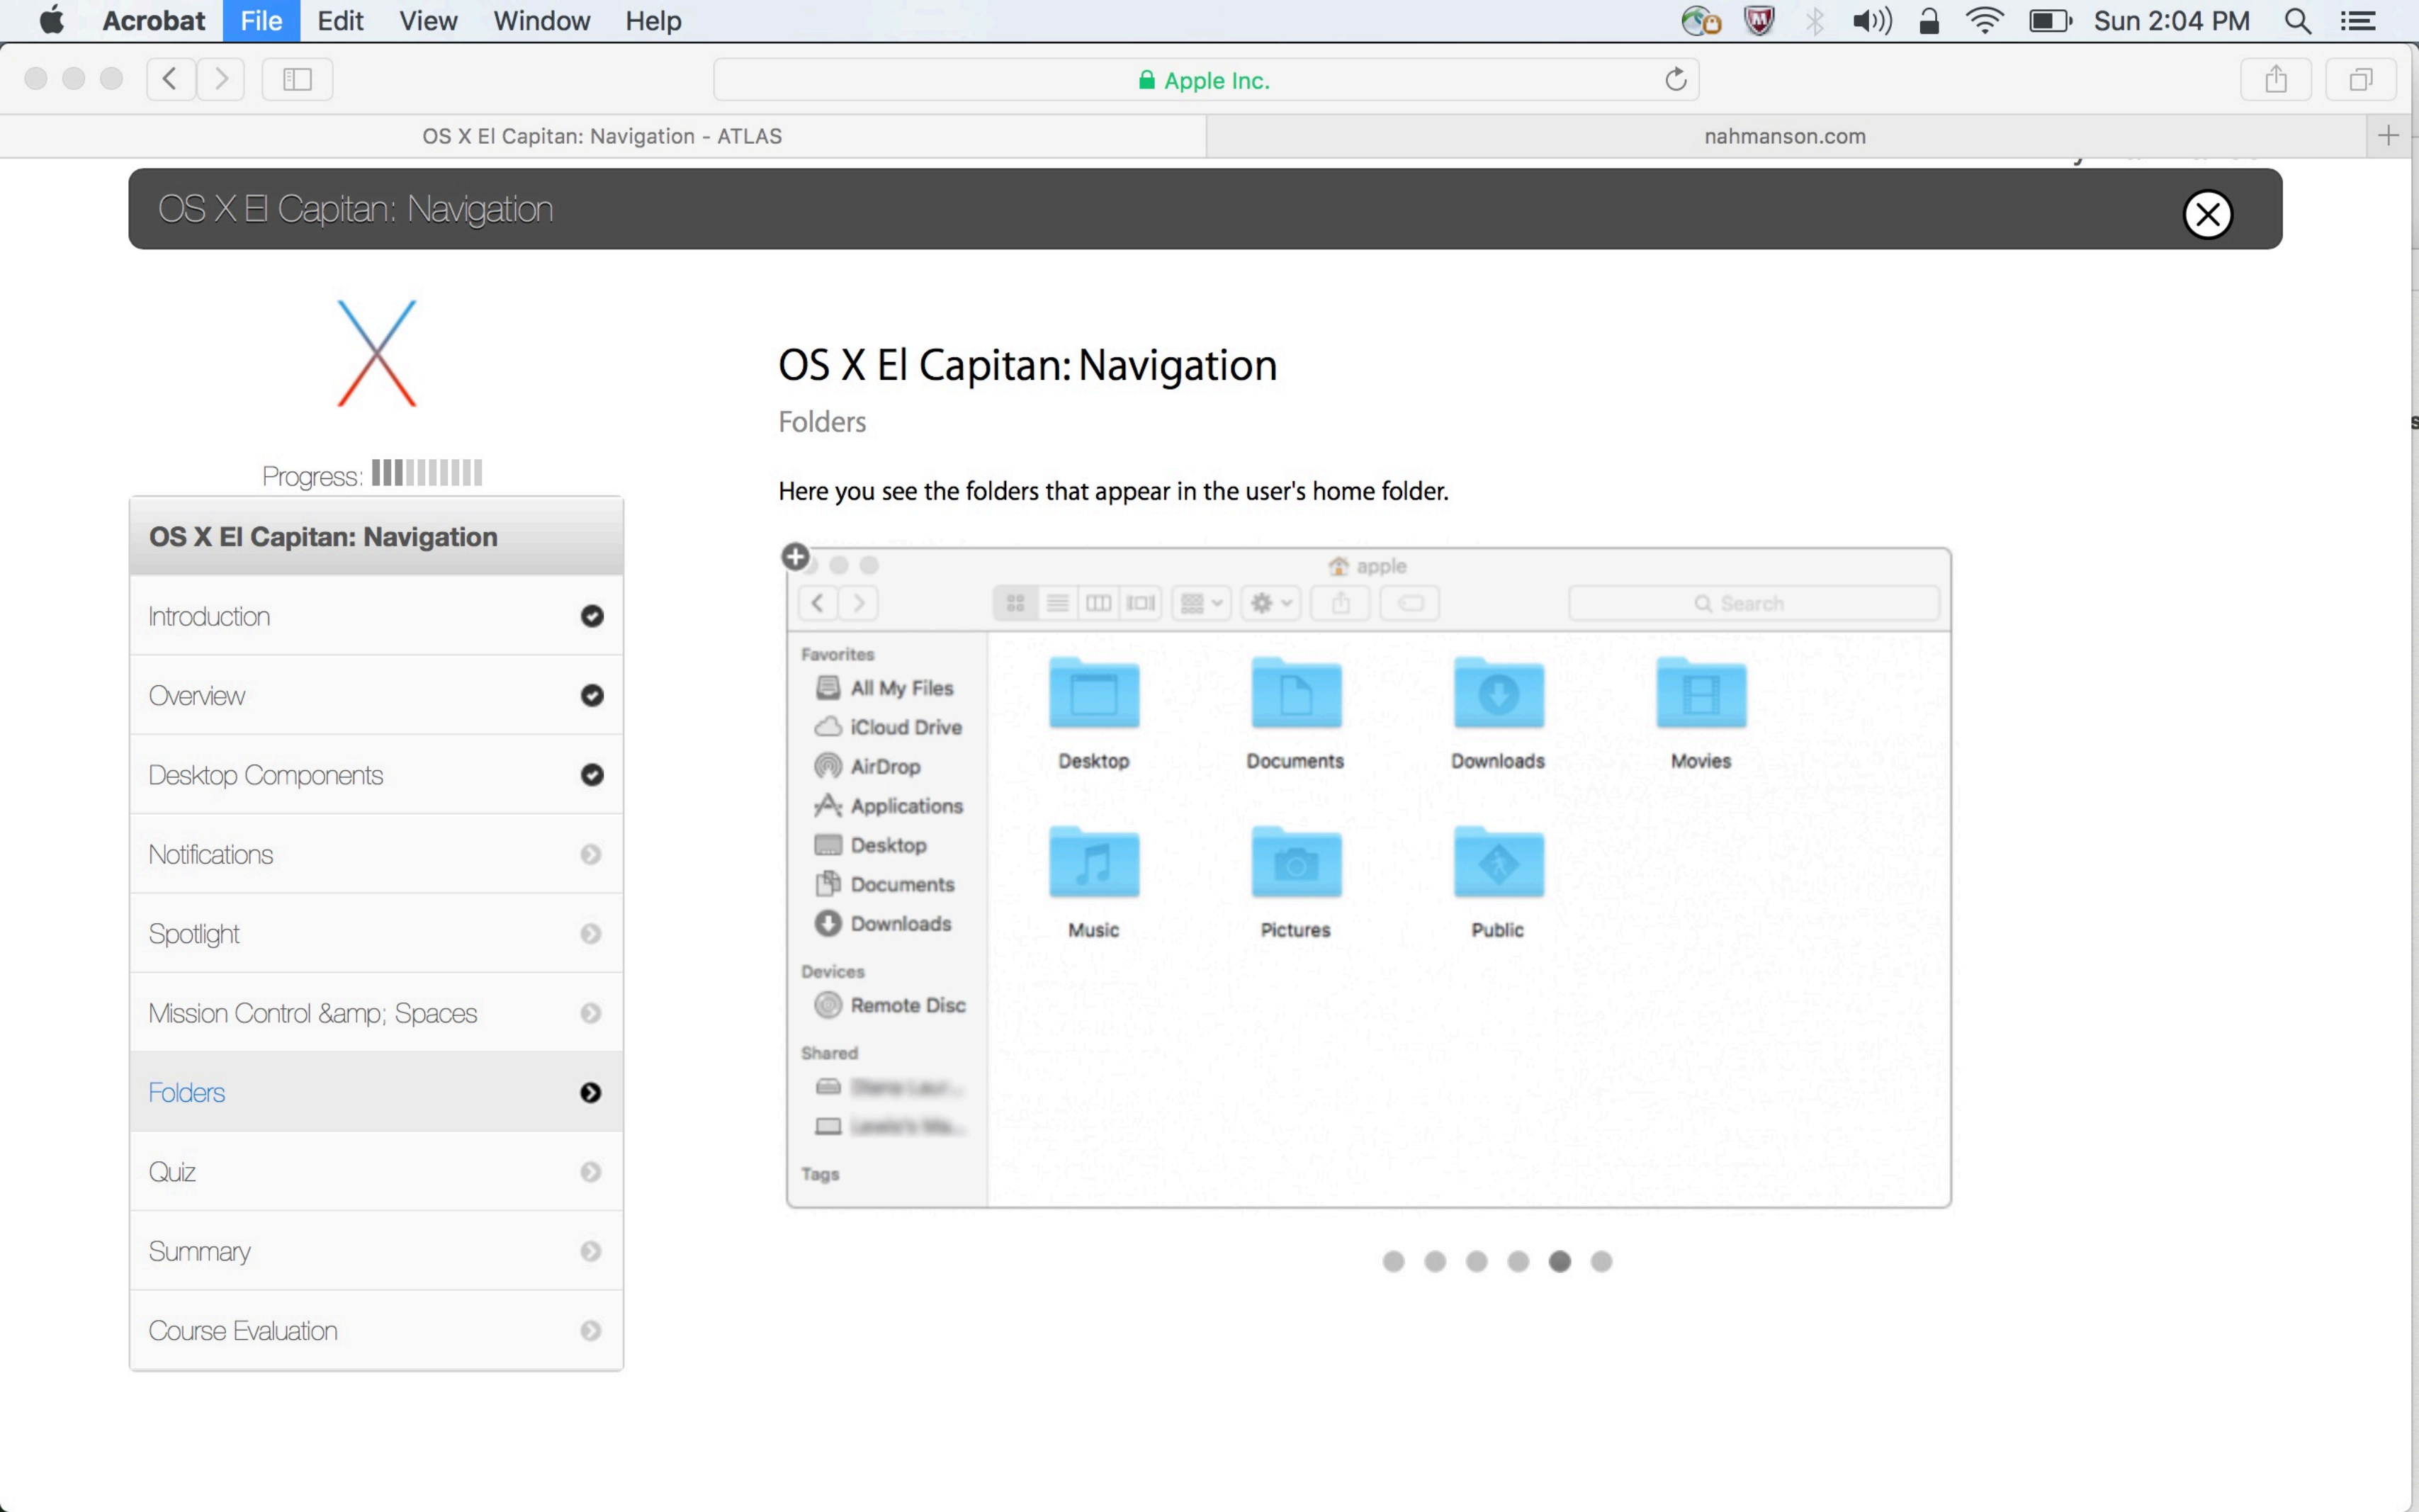 Acrobat File Edit View Window Help Sun 2:04 PM
Apple Inc.
OS X El Capitan: Navigation - ATLAS nahmanson.com
OS X El Capitan: Navigation
Progress:
OS X El Capitan: Navigation
Introduction
Overview
Desktop Components
Notifications
Spotlight
Mission Control &amp; Spaces
Folders
Quiz
Summary
Course Evaluation
OS X El Capitan: Navigation
Folders
Here you see the folders that appear in the user's home folder.
apple
Search
Favorites
All My Files
iCloud Drive
AirDrop
Applications
Desktop
Documents
Downloads
Devices
Remote Disc
Shared
Tags
Desktop Documents Downloads Movies
Music Pictures Public